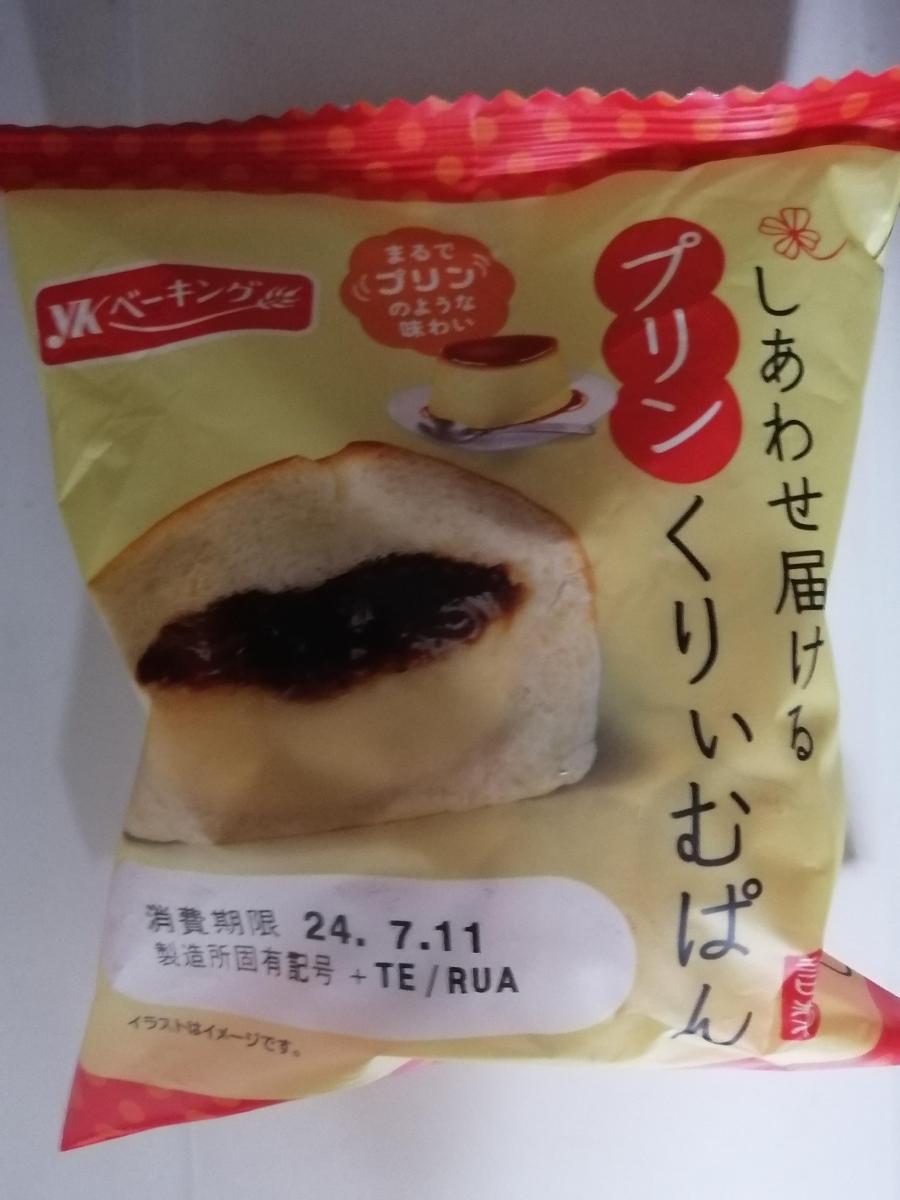 YKベーキング
まるで
プリン
のような
味わい
しあわせ届ける
プリン
くりぃむぱん
消費期限 24. 7.11
製造所固有記号 +TE/RUA
イラストはイメージです。